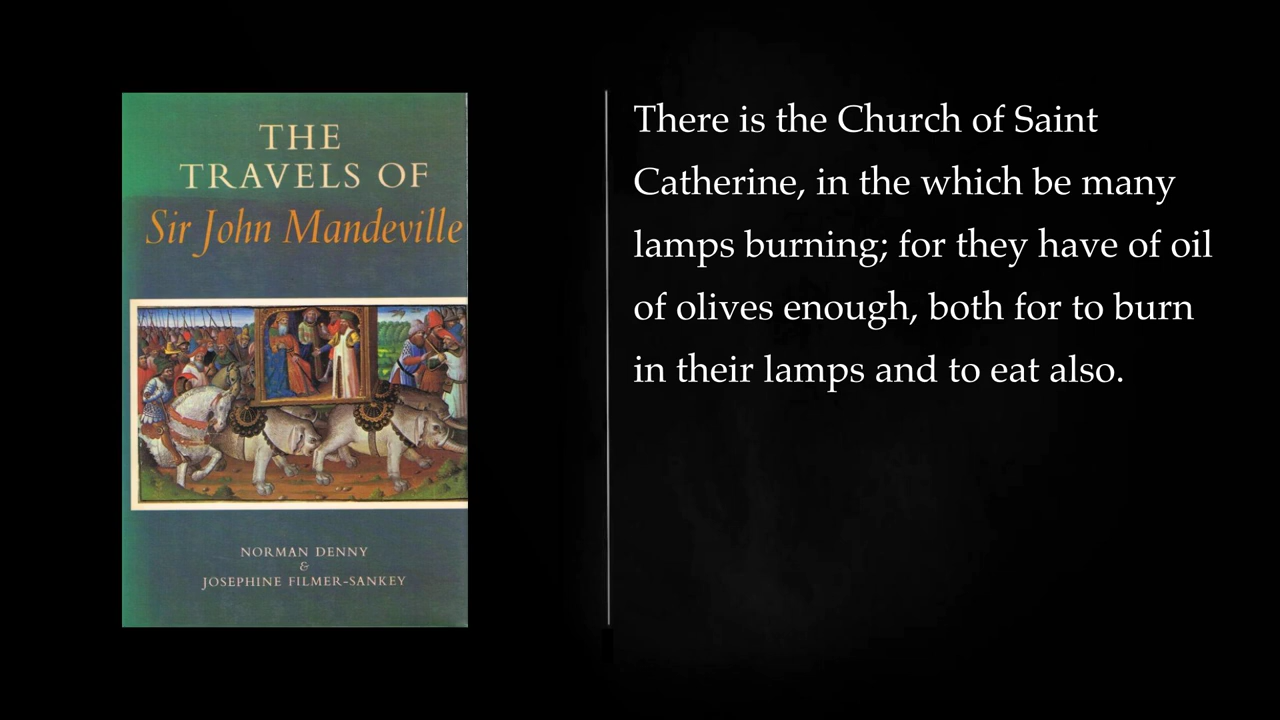 THE
TRAVELS OF
Sir John Mandeville
NORMAN DENNY
&
JOSEPHINE FILMER-SANKEY
There is the Church of Saint
Catherine, in the which be many
lamps burning; for they have of oil
of olives enough, both for to burn
in their lamps and to eat also.